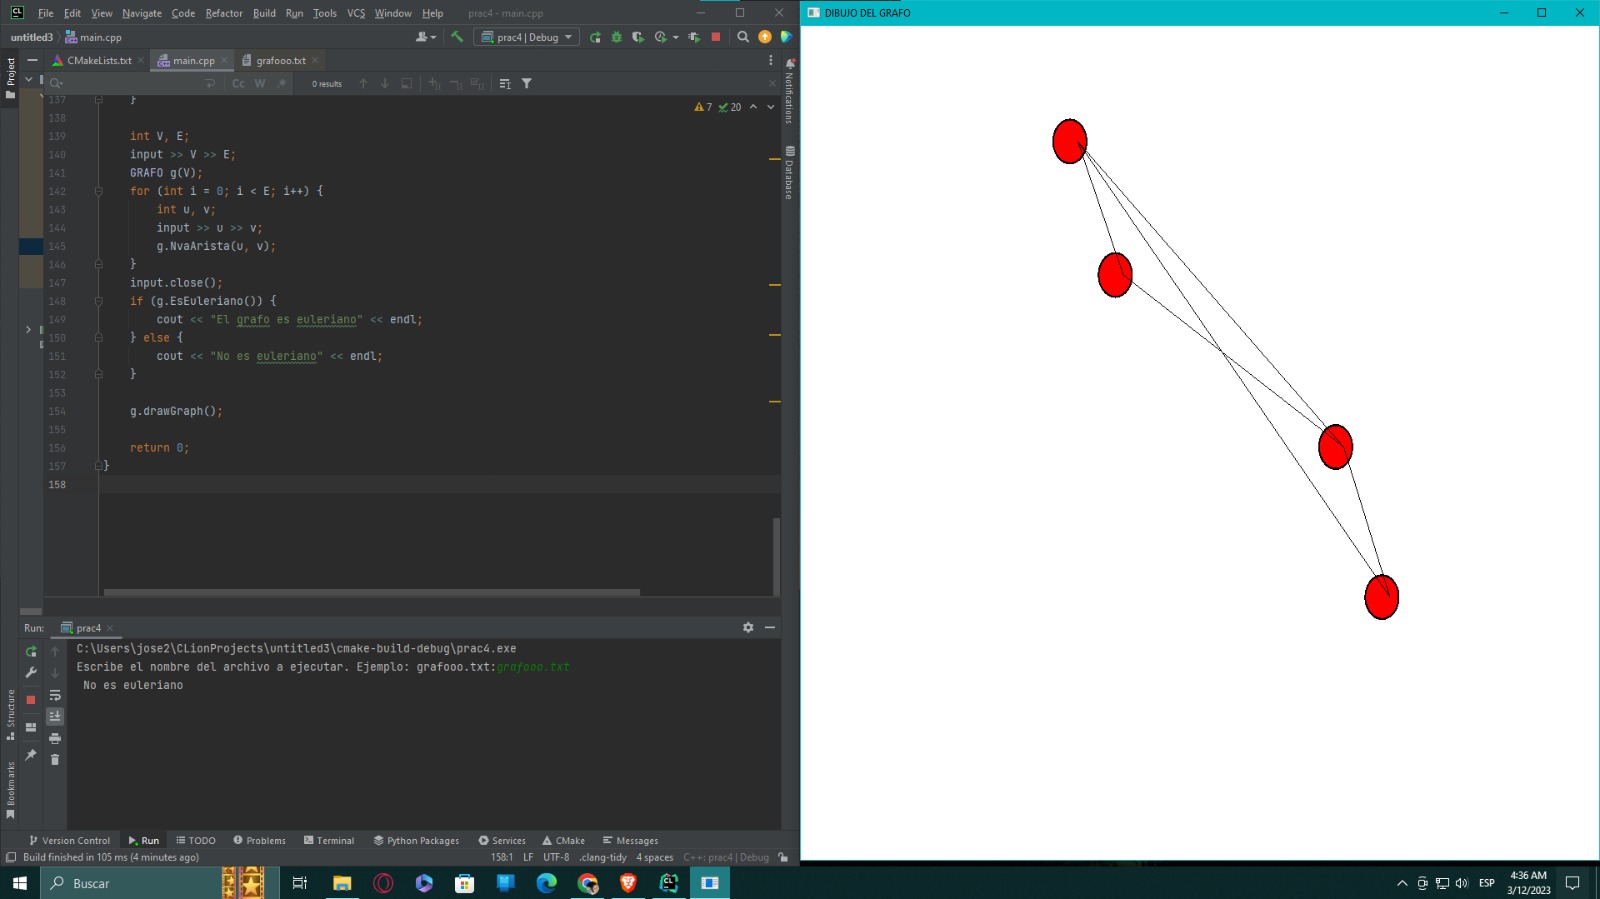 File Edit View Navigate Code Refactor Build Run Tools VCS Window Help prac4 - main.cpp
untitled3 main.cpp prac4 | Debug
CMakeLists.txt main.cpp grafooo.txt
Cc W .* 0 results
Project
Notifications
Database
7 20
137 }
138
139 int V, E;
140 input >> V >> E;
141 GRAFO g(V);
142 for (int i = 0; i < E; i++) {
143 int u, v;
144 input >> u >> v;
145 g.NvaArista(u, v);
146 }
147 input.close();
148 if (g.EsEuleriano()) {
149 cout << "El grafo es euleriano" << endl;
150 } else {
151 cout << "No es euleriano" << endl;
152 }
153
154 g.drawGraph();
155
156 return 0;
157 }
158
Run: prac4
C:\Users\jose2\CLionProjects\untitled3\cmake-build-debug\prac4.exe
Escribe el nombre del archivo a ejecutar. Ejemplo: grafooo.txt:grafooo.txt
No es euleriano
Structure
Bookmarks
Version Control Run TODO Problems Terminal Python Packages Services CMake Messages
Build finished in 105 ms (4 minutes ago) 158:1 LF UTF-8 .clang-tidy 4 spaces C++: prac4 | Debug
DIBUJO DEL GRAFO
Buscar
ESP
4:36 AM
3/12/2023